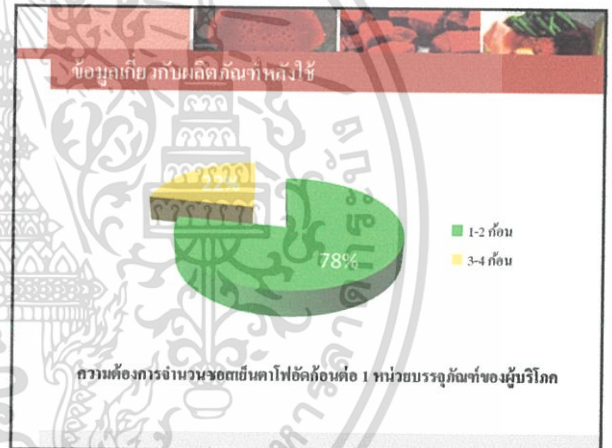 ข้อมูลเกี่ยวกับผลิตภัณฑ์หลังใช้
22%
78%
1-2 ก้อน
3-4 ก้อน
ความต้องการจำนวนซอสเย็นตาโฟอัดก้อนต่อ 1 หน่วยบรรจุภัณฑ์ของผู้บริโภค